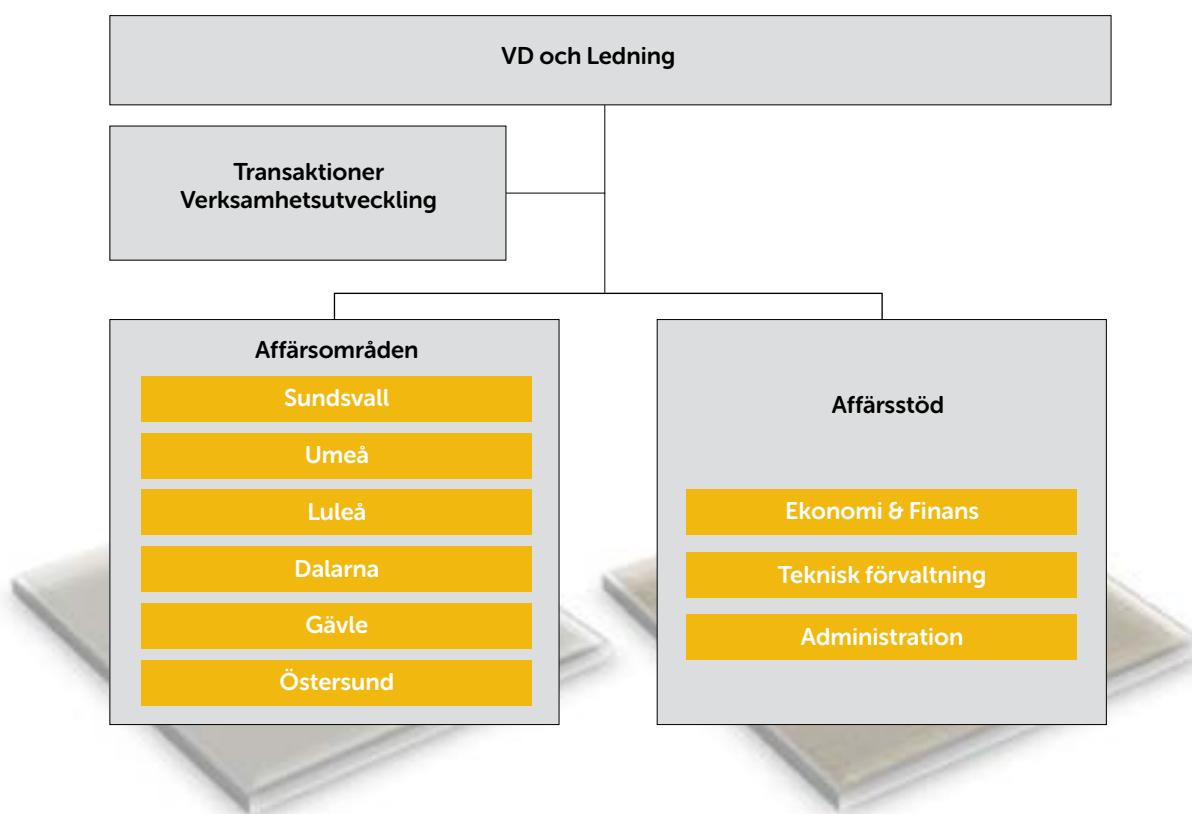 VD och Ledning
Transaktioner
Verksamhetsutveckling
Affärsområden
Sundsvall
Umeå
Luleå
Dalarna
Gävle
Östersund
Affärsstöd
Ekonomi & Finans
Teknisk förvaltning
Administration